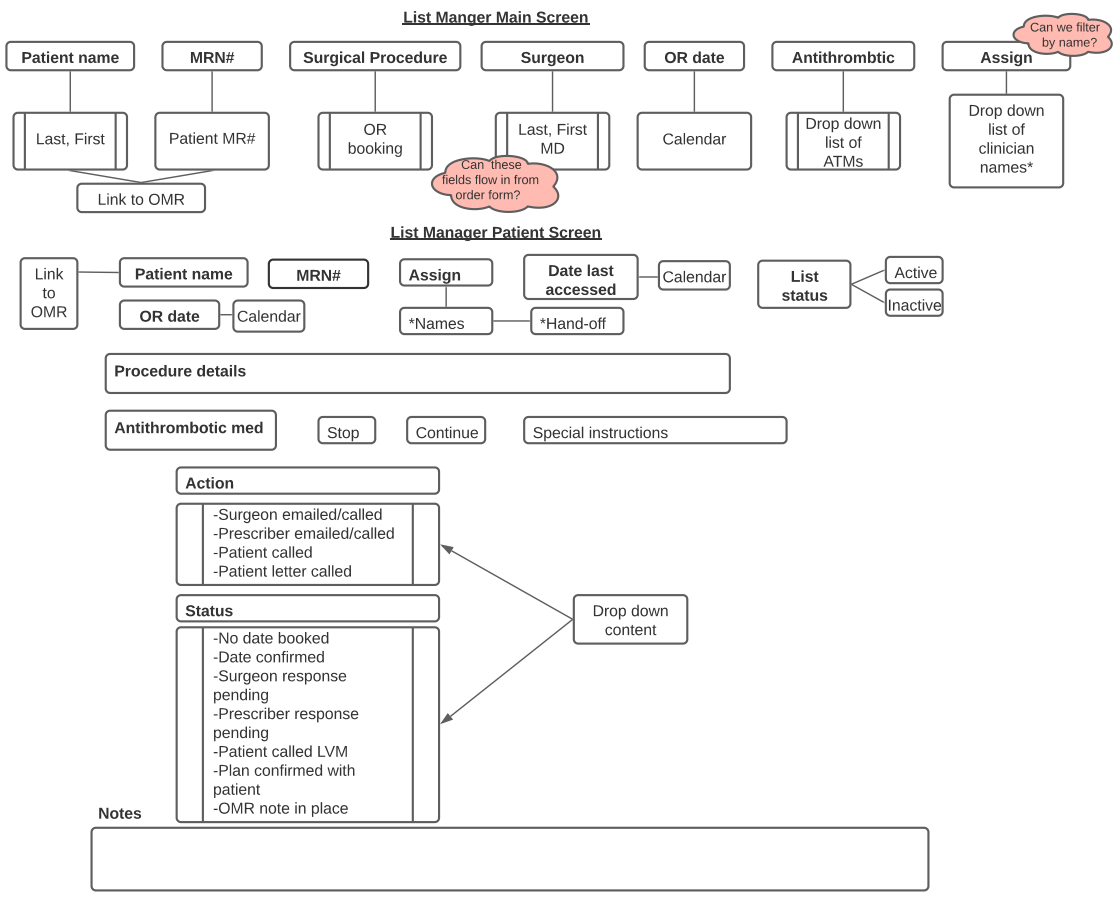 List Manger Main Screen
Can we filter
by name?
Patient name
MRN#
Surgical Procedure
Surgeon
OR date
Antithrombtic
Assign
Last, First
Patient MR#
OR
booking
Last, First
MD
Calendar
Drop down
list of
ATMs
Drop down
list of
clinician
names*
Link to OMR
Can these
fields flow in from
order form?
List Manager Patient Screen
Link
to
OMR
Patient name
MRN#
Assign
Date last
accessed
Calendar
List
status
Active
Inactive
OR date
Calendar
*Names
*Hand-off
Procedure details
Antithrombotic med
Stop
Continue
Special instructions
Action
-Surgeon emailed/called
-Prescriber emailed/called
-Patient called
-Patient letter called
Status
-No date booked
-Date confirmed
-Surgeon response
pending
-Prescriber response
pending
-Patient called LVM
-Plan confirmed with
patient
-OMR note in place
Drop down
content
Notes